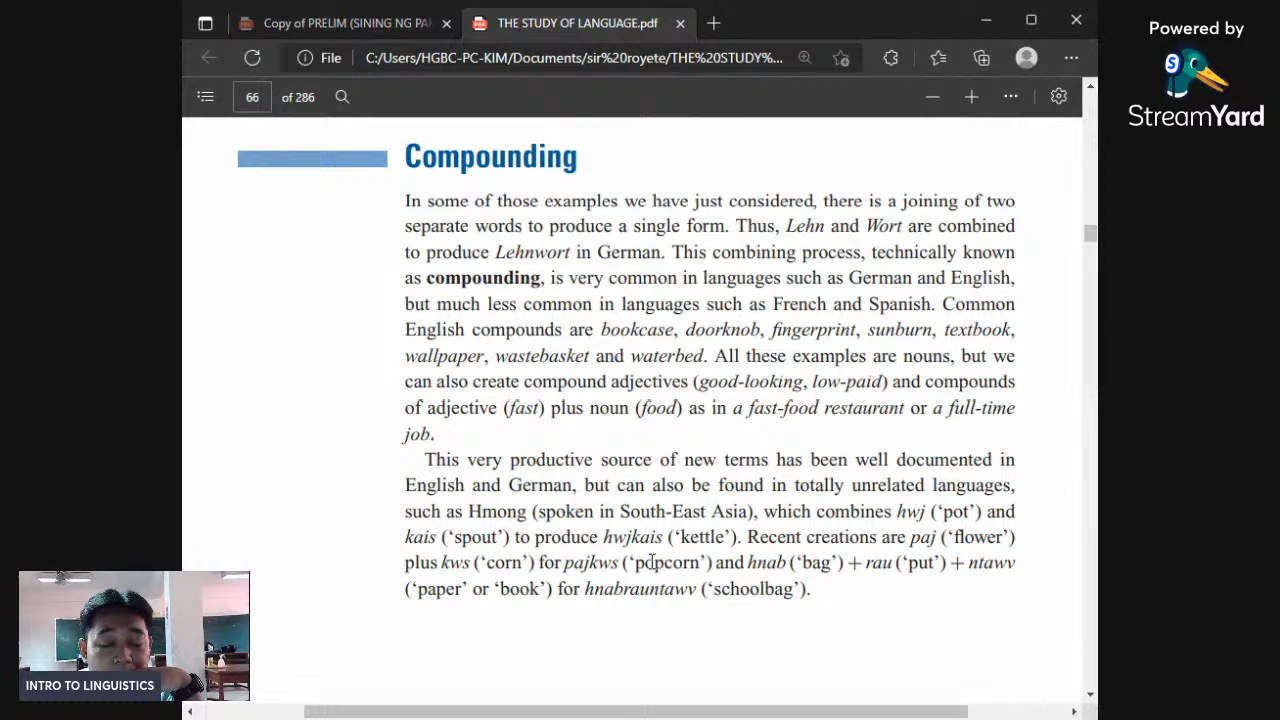 Copy of PRELIM (SINING NG PA
THE STUDY OF LANGUAGE.pdf
Powered by
S
StreamYard
File
C:/Users/HGBC-PC-KIM/Documents/sir%20royete/THE%20STUDY%...
66 of 286
Compounding
In some of those examples we have just considered, there is a joining of two
separate words to produce a single form. Thus, Lehn and Wort are combined
to produce Lehnwort in German. This combining process, technically known
as compounding, is very common in languages such as German and English,
but much less common in languages such as French and Spanish. Common
English compounds are bookcase, doorknob, fingerprint, sunburn, textbook,
wallpaper, wastebasket and waterbed. All these examples are nouns, but we
can also create compound adjectives (good-looking, low-paid) and compounds
of adjective (fast) plus noun (food) as in a fast-food restaurant or a full-time
job.
This very productive source of new terms has been well documented in
English and German, but can also be found in totally unrelated languages,
such as Hmong (spoken in South-East Asia), which combines hwj (‘pot’) and
kais (‘spout’) to produce hwjkais (‘kettle’). Recent creations are paj (‘flower’)
plus kws (‘corn’) for pajkws (‘popcorn’) and hnab (‘bag’) + rau (‘put’) + ntawv
(‘paper’ or ‘book’) for hnabrauntawv (‘schoolbag’).
INTRO TO LINGUISTICS